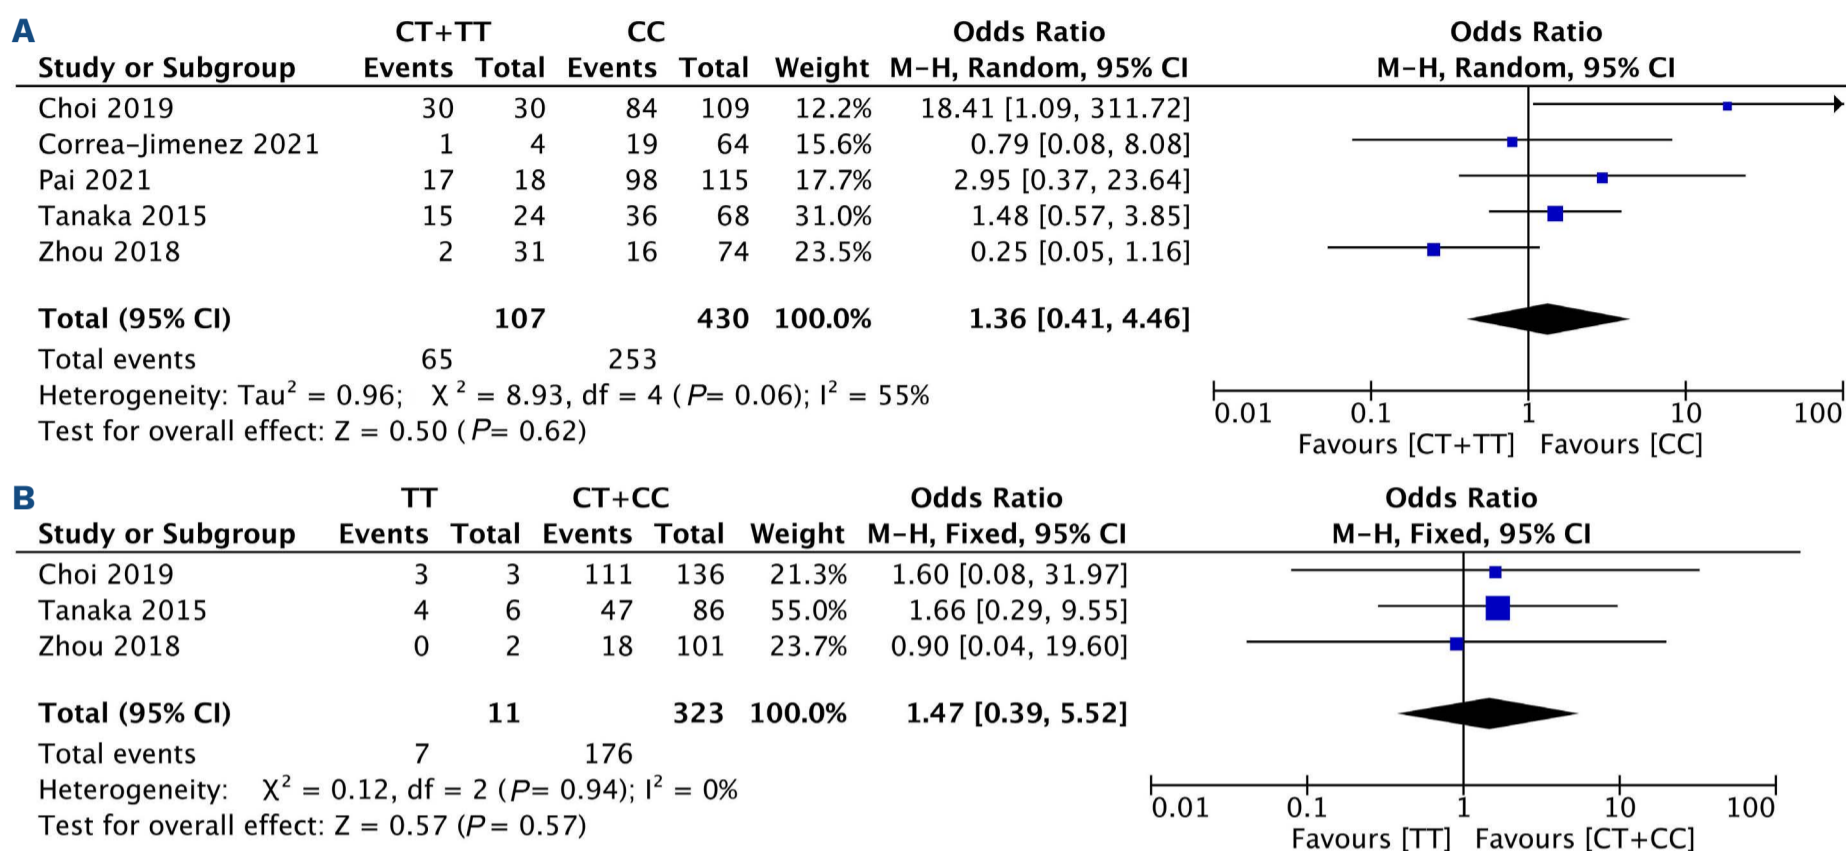 A
CT+TT CC Odds Ratio Odds Ratio
Study or Subgroup Events Total Events Total Weight M-H, Random, 95% CI M-H, Random, 95% CI
Choi 2019 30 30 84 109 12.2% 18.41 [1.09, 311.72]
Correa-Jimenez 2021 1 4 19 64 15.6% 0.79 [0.08, 8.08]
Pai 2021 17 18 98 115 17.7% 2.95 [0.37, 23.64]
Tanaka 2015 15 24 36 68 31.0% 1.48 [0.57, 3.85]
Zhou 2018 2 31 16 74 23.5% 0.25 [0.05, 1.16]
Total (95% CI) 107 430 100.0% 1.36 [0.41, 4.46]
Total events 65 253
Heterogeneity: Tau² = 0.96; X² = 8.93, df = 4 (P= 0.06); I² = 55%
Test for overall effect: Z = 0.50 (P= 0.62)
0.01 0.1 1 10 100
Favours [CT+TT] Favours [CC]
B
TT CT+CC Odds Ratio Odds Ratio
Study or Subgroup Events Total Events Total Weight M-H, Fixed, 95% CI M-H, Fixed, 95% CI
Choi 2019 3 3 111 136 21.3% 1.60 [0.08, 31.97]
Tanaka 2015 4 6 47 86 55.0% 1.66 [0.29, 9.55]
Zhou 2018 0 2 18 101 23.7% 0.90 [0.04, 19.60]
Total (95% CI) 11 323 100.0% 1.47 [0.39, 5.52]
Total events 7 176
Heterogeneity: X² = 0.12, df = 2 (P= 0.94); I² = 0%
Test for overall effect: Z = 0.57 (P= 0.57)
0.01 0.1 1 10 100
Favours [TT] Favours [CT+CC]